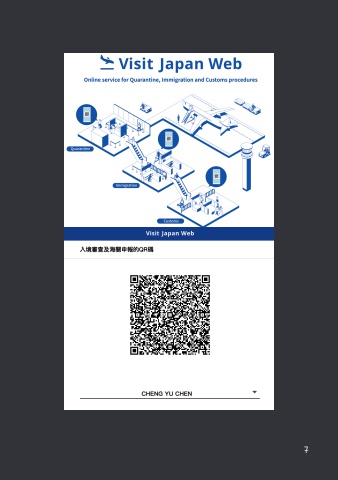 Visit Japan Web
Online service for Quarantine, Immigration and Customs procedures
Quarantine
Immigration
Customs
Visit Japan Web
入境審查及海關申報的QR碼
CHENG YU CHEN
7